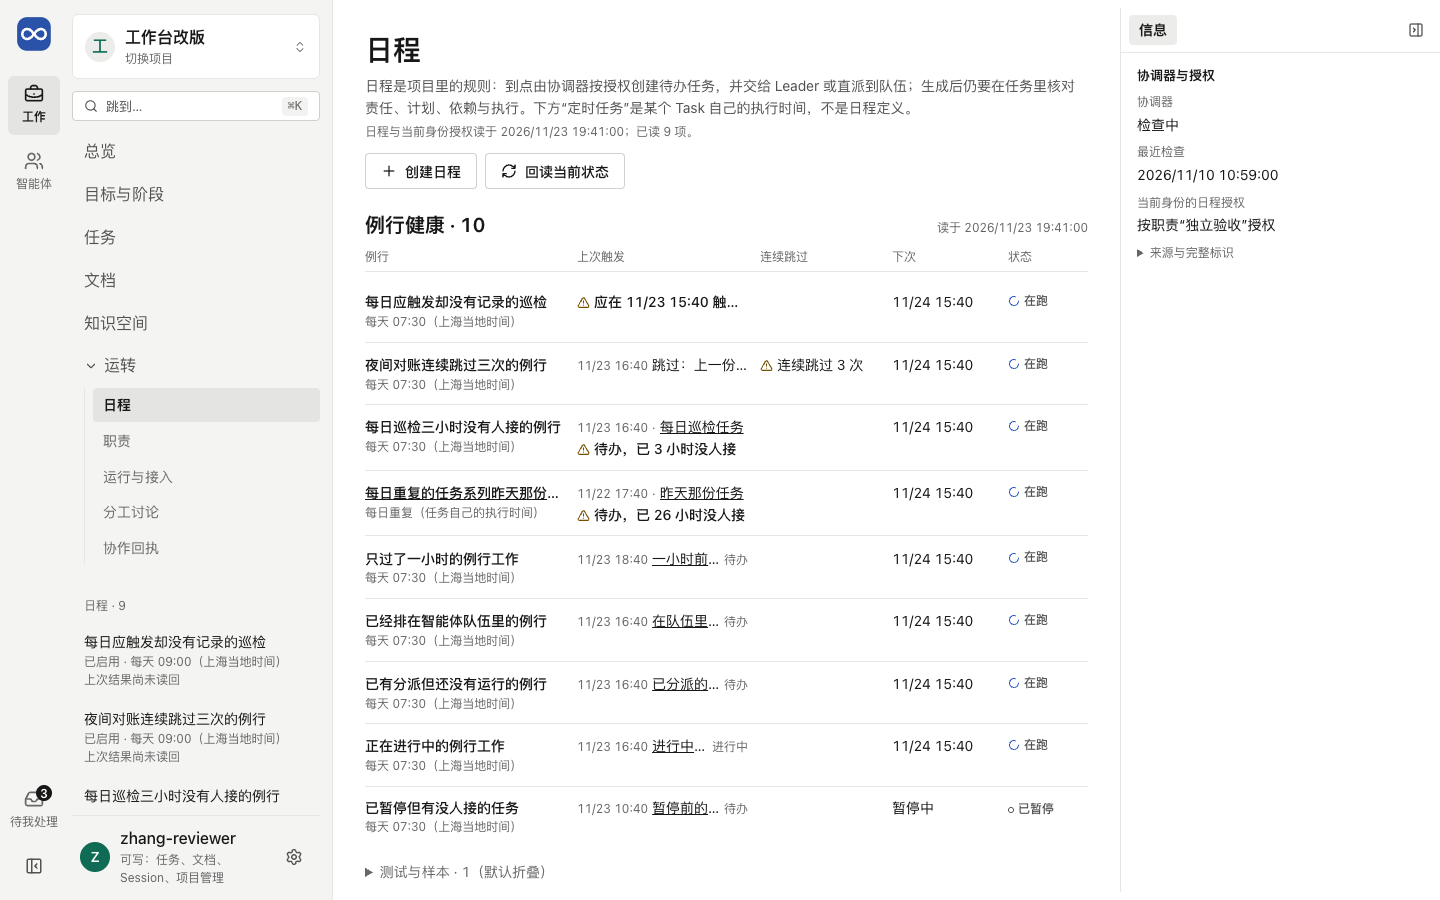 工作台改版
切换项目
跳到...
⌘K
工作
智能体
总览
目标与阶段
任务
文档
知识空间
运转
日程
职责
运行与接入
分工讨论
协作回执
日程 · 9
每日应触发却没有记录的巡检
已启用 · 每天 09:00（上海当地时间）
上次结果尚未读回
夜间对账连续跳过三次的例行
已启用 · 每天 09:00（上海当地时间）
上次结果尚未读回
每日巡检三小时没有人接的例行
3
待我处理
Z
zhang-reviewer
可写：任务、文档、
Session、项目管理
日程
日程是项目里的规则：到点由协调器按授权创建待办任务，并交给 Leader 或直派到队伍；生成后仍要在任务里核对
责任、计划、依赖与执行。下方“定时任务”是某个 Task 自己的执行时间，不是日程定义。
日程与当前身份授权读于 2026/11/23 19:41:00；已读 9 项。
创建日程
回读当前状态
例行健康 · 10
读于 2026/11/23 19:41:00
例行 上次触发 连续跳过 下次 状态
每日应触发却没有记录的巡检 应在 11/23 15:40 触... 11/24 15:40 在跑
每天 07:30（上海当地时间）
夜间对账连续跳过三次的例行 11/23 16:40 跳过：上一份... 连续跳过 3 次 11/24 15:40 在跑
每天 07:30（上海当地时间）
每日巡检三小时没有人接的例行 11/23 16:40 · 每日巡检任务 11/24 15:40 在跑
每天 07:30（上海当地时间） 待办，已 3 小时没人接
每日重复的任务系列昨天那份... 11/22 17:40 · 昨天那份任务 11/24 15:40 在跑
每日重复（任务自己的执行时间） 待办，已 26 小时没人接
只过了一小时的例行工作 11/23 18:40 一小时前... 待办 11/24 15:40 在跑
每天 07:30（上海当地时间）
已经排在智能体队伍里的例行 11/23 16:40 在队伍里... 待办 11/24 15:40 在跑
每天 07:30（上海当地时间）
已有分派但还没有运行的例行 11/23 16:40 已分派的... 待办 11/24 15:40 在跑
每天 07:30（上海当地时间）
正在进行中的例行工作 11/23 16:40 进行中... 进行中 11/24 15:40 在跑
每天 07:30（上海当地时间）
已暂停但有没人接的任务 11/23 10:40 暂停前的... 待办 暂停中 已暂停
每天 07:30（上海当地时间）
测试与样本 · 1（默认折叠）
信息
协调器与授权
协调器
检查中
最近检查
2026/11/10 10:59:00
当前身份的日程授权
按职责“独立验收”授权
来源与完整标识
工